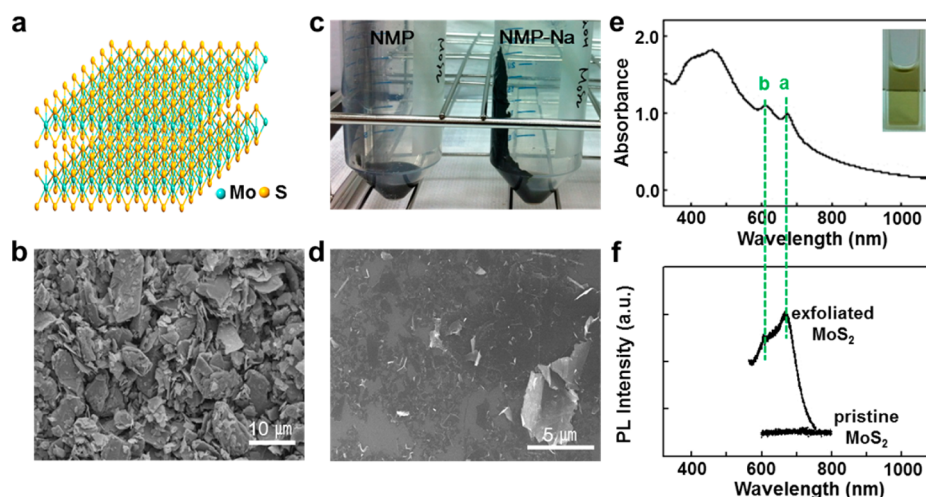 a
Mo S
b
10 μm
c
NMP
NMP-Na
MoS₂
d
5 μm
e
Absorbance
2.0
1.0
0.0
b a
400 600 800 1000
Wavelength (nm)
f
PL Intensity (a.u.)
exfoliated
MoS₂
pristine
MoS₂
400 600 800 1000
Wavelength (nm)